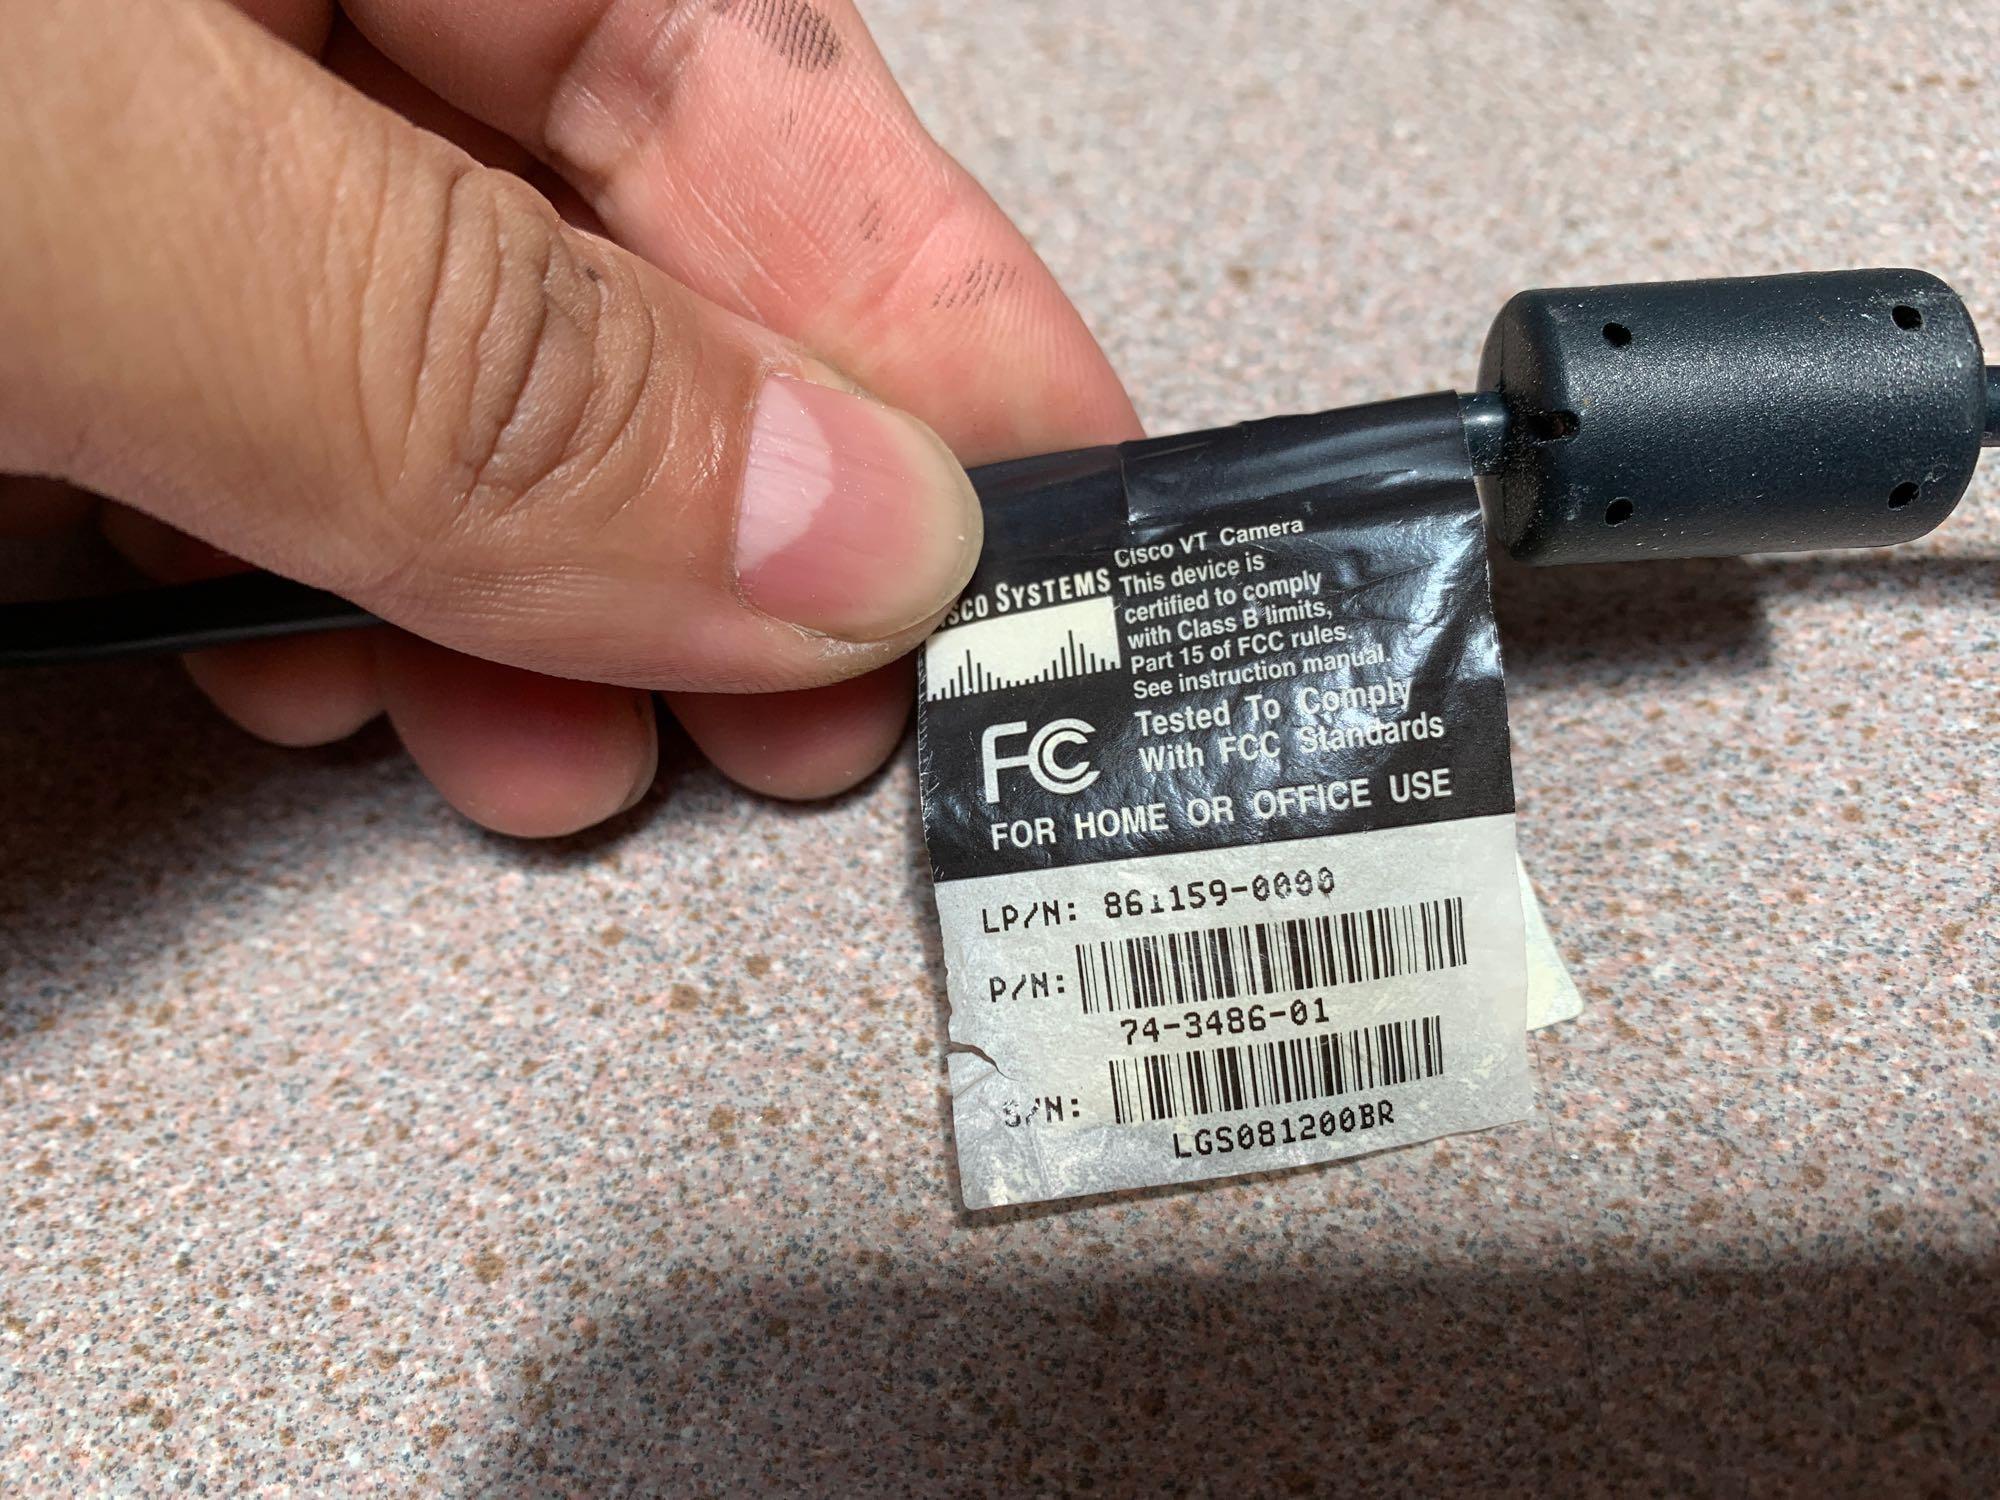 Cisco VT Camera
This device is
certified to comply
with Class B limits,
Part 15 of FCC rules.
See instruction manual.
SYSTEMS
FC
Tested To Comply
With FCC Standards
FOR HOME OR OFFICE USE
LP/N: 861159-0000
P/N:
74-3486-01
S/N:
LGS081200BR